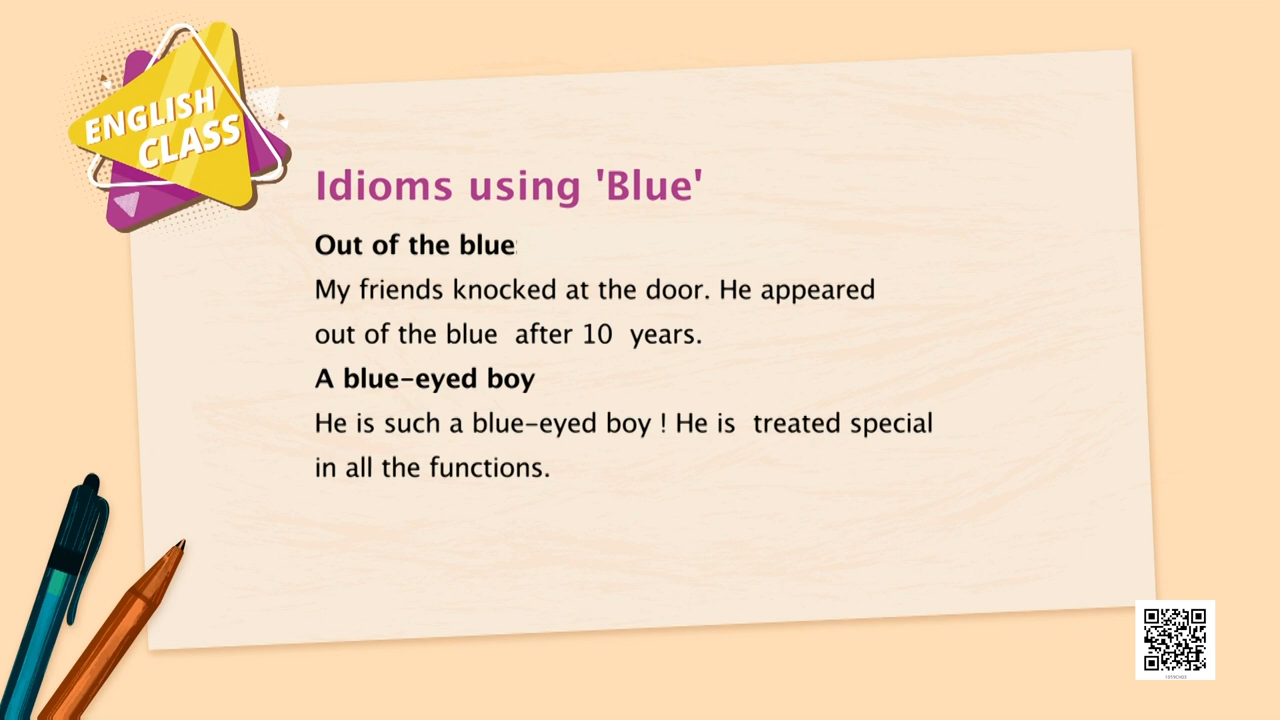 ENGLISH
CLASS
Idioms using 'Blue'
Out of the blue
My friends knocked at the door. He appeared
out of the blue after 10 years.
A blue-eyed boy
He is such a blue-eyed boy ! He is treated special
in all the functions.